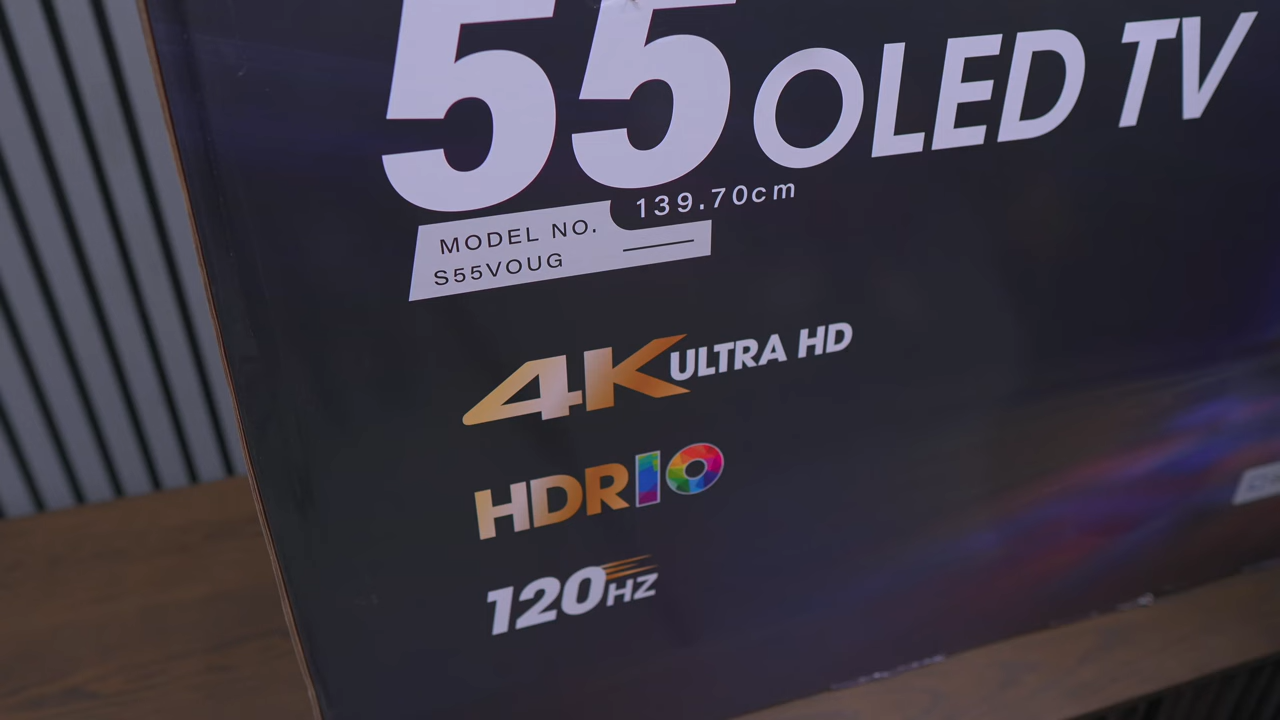 55 OLED TV
139.70cm
MODEL NO.
S55VOUG
4K ULTRA HD
HDR10
120HZ